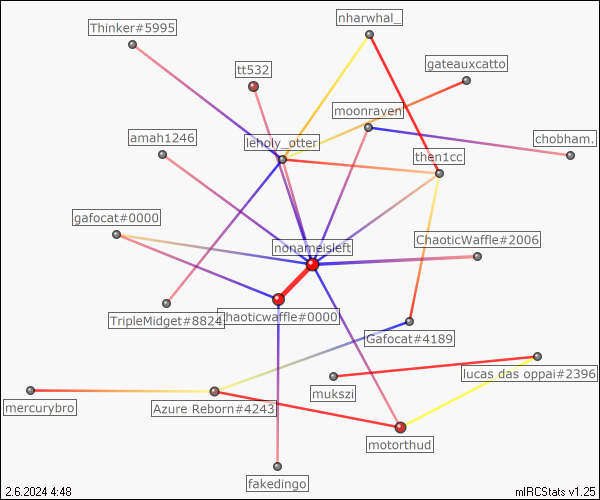 nharwhal_
Thinker#5995
gateauxcatto
tt532
moonraven
amah1246
leholy_otter
chobham.
then1cc
gafocat#0000
nonameisleft
ChaoticWaffle#2006
TripleMidget#8824
chaoticwaffle#0000
Gafocat#4189
lucas das oppai#2396
mukszi
mercurybro
Azure Reborn#4243
motorthud
fakedingo
2.6.2024 4:48
mIRCStats v1.25